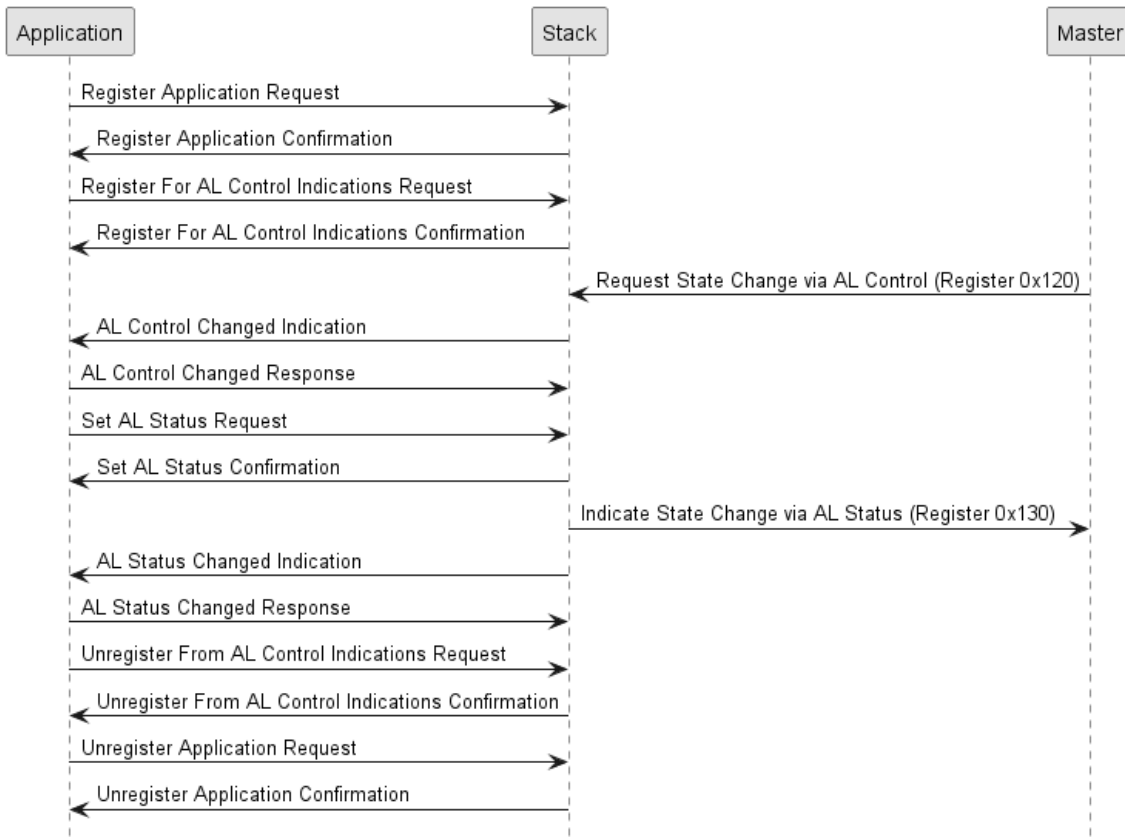 Application
Stack
Master
Register Application Request
Register Application Confirmation
Register For AL Control Indications Request
Register For AL Control Indications Confirmation
Request State Change via AL Control (Register 0x120)
AL Control Changed Indication
AL Control Changed Response
Set AL Status Request
Set AL Status Confirmation
Indicate State Change via AL Status (Register 0x130)
AL Status Changed Indication
AL Status Changed Response
Unregister From AL Control Indications Request
Unregister From AL Control Indications Confirmation
Unregister Application Request
Unregister Application Confirmation